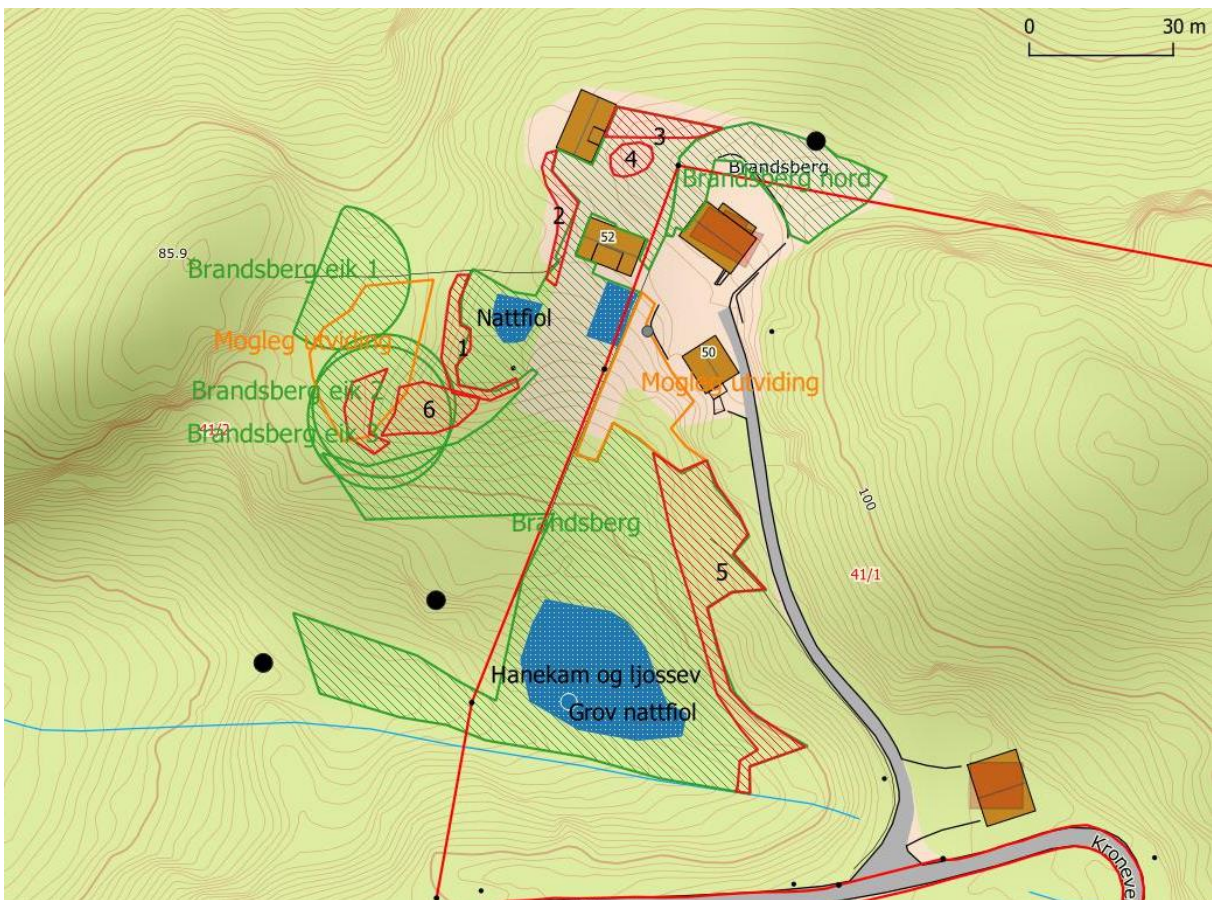 0 30 m
3
4
Brandsberg
Brandsberg nord
2
52
85.9
Brandsberg eik 1
Nattfiol
Mogleg utviding
1
50
Mogleg utviding
Brandsberg eik 2
6
Brandsberg eik 3
41/2
100
Brandsberg
5
41/1
Hanekam og ljossev
Grov nattfiol
Kroneve